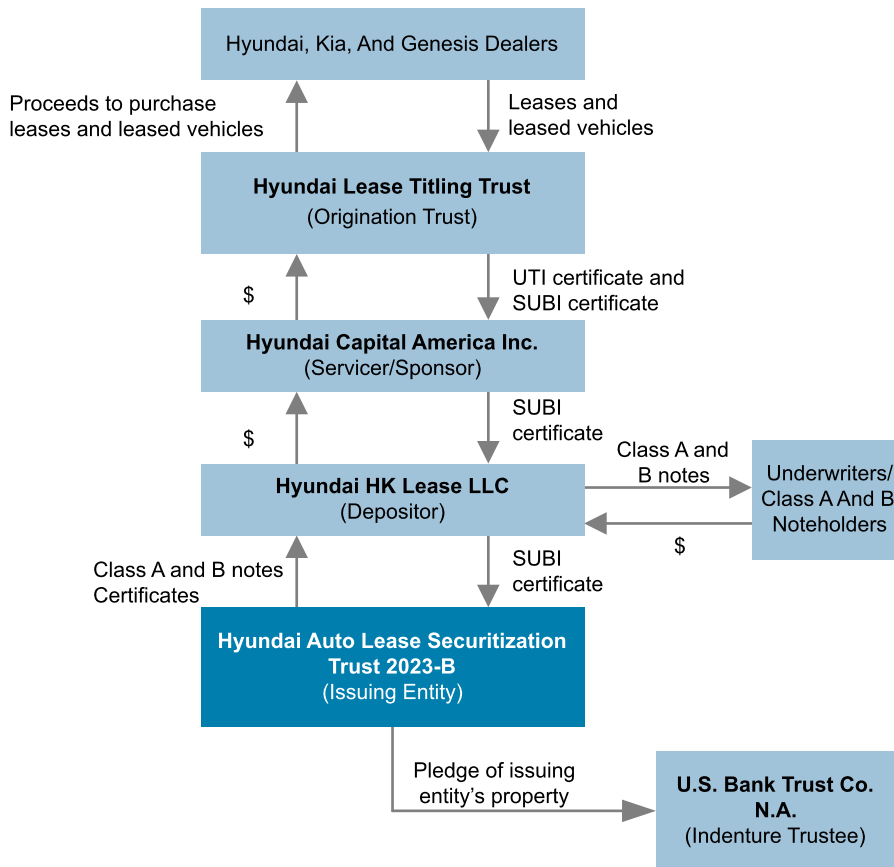 Hyundai, Kia, And Genesis Dealers
Proceeds to purchase
leases and leased vehicles
Leases and
leased vehicles
Hyundai Lease Titling Trust
(Origination Trust)
$
UTI certificate and
SUBI certificate
Hyundai Capital America Inc.
(Servicer/Sponsor)
$
SUBI
certificate
Class A and
B notes
Hyundai HK Lease LLC
(Depositor)
Underwriters/
Class A And B
Noteholders
$
Class A and B notes
Certificates
SUBI
certificate
Hyundai Auto Lease Securitization
Trust 2023-B
(Issuing Entity)
Pledge of issuing
entity’s property
U.S. Bank Trust Co.
N.A.
(Indenture Trustee)